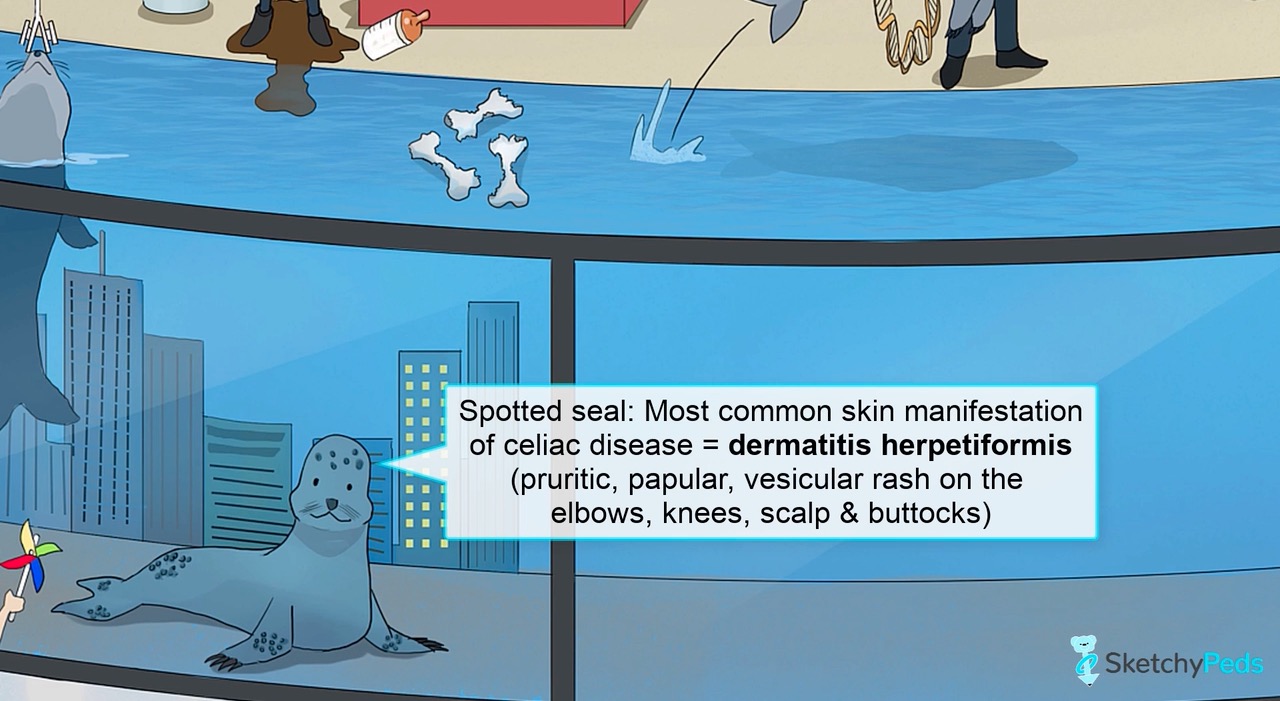 Spotted seal: Most common skin manifestation
of celiac disease = dermatitis herpetiformis
(pruritic, papular, vesicular rash on the
elbows, knees, scalp & buttocks)
SketchyPeds